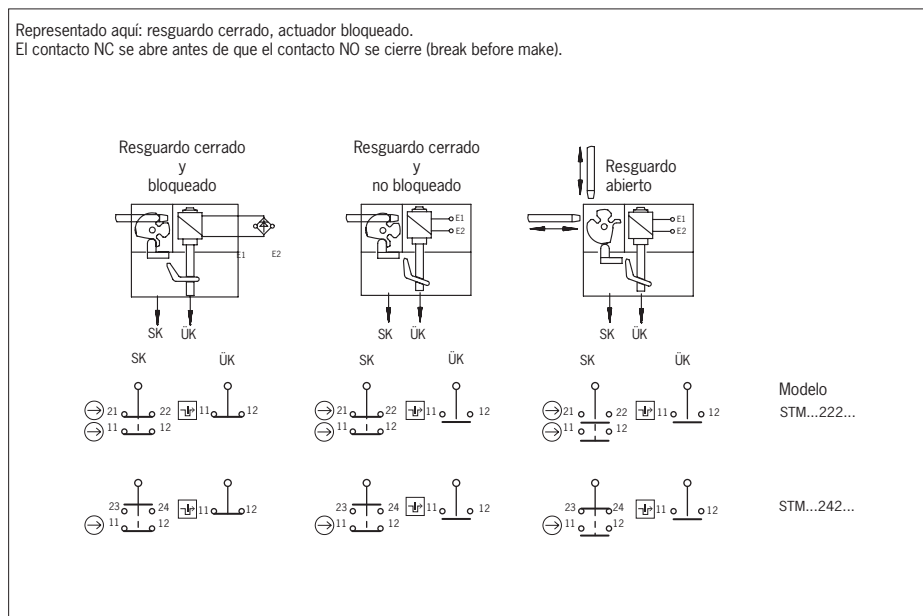 Representado aquí: resguardo cerrado, actuador bloqueado.
El contacto NC se abre antes de que el contacto NO se cierre (break before make).
Resguardo cerrado
y
bloqueado
Resguardo cerrado
y
no bloqueado
Resguardo
abierto
E1 E2
E1
E2
E1
E2
SK ÜK
SK ÜK
SK ÜK
SK ÜK
SK ÜK
SK ÜK
Modelo
21 22 11 12
11 12
21 22 11 12
11 12
21 22 11 12
11 12
STM...222...
23 24 11 12
11 12
23 24 11 12
11 12
23 24 11 12
11 12
STM...242...